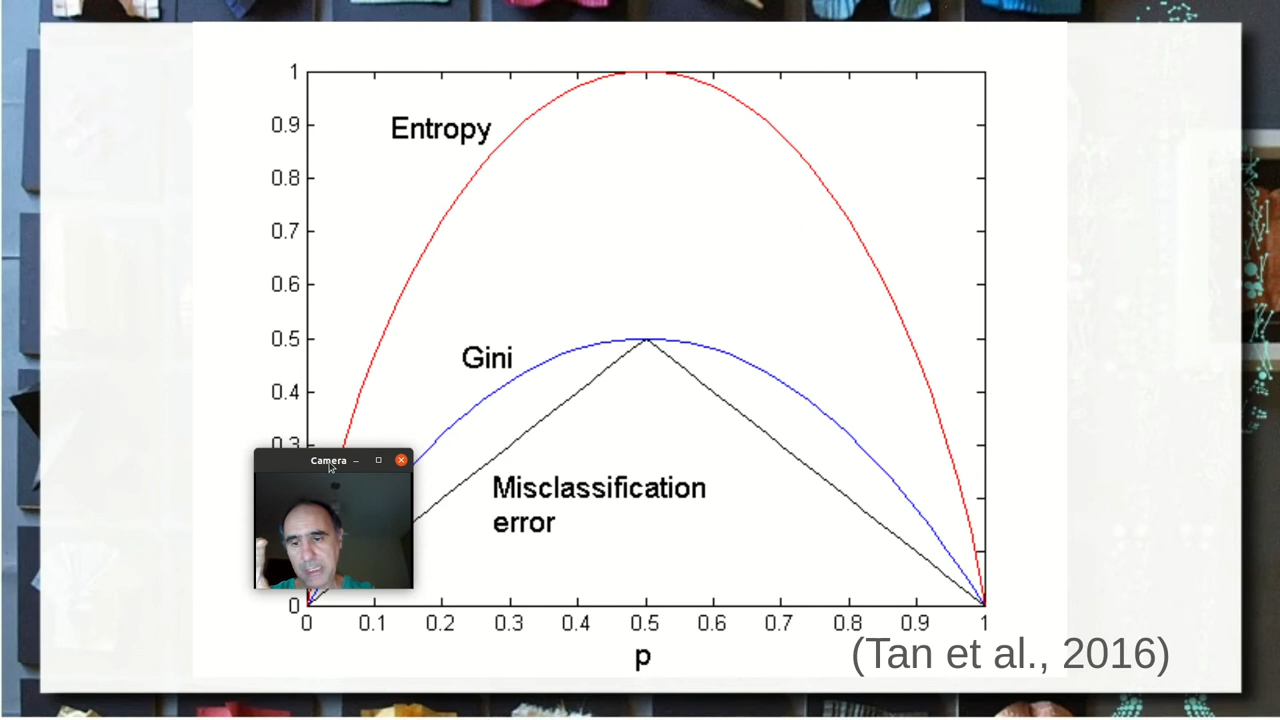 1
0.9
Entropy
0.8
0.7
0.6
0.5
Gini
0.4
0.3
Camera
Misclassification
error
0
0 0.1 0.2 0.3 0.4 0.5 0.6 0.7 0.8 0.9 1
p
(Tan et al., 2016)